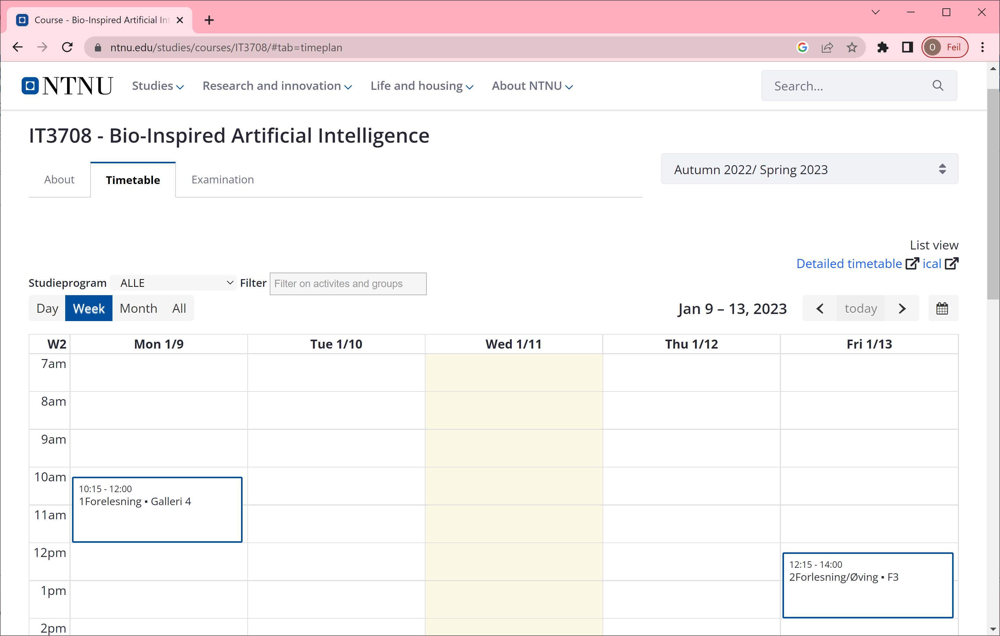 Course - Bio-Inspired Artificial Int
ntnu.edu/studies/courses/IT3708/#tab=timeplan
O Feil
NTNU Studies Research and innovation Life and housing About NTNU Search...
IT3708 - Bio-Inspired Artificial Intelligence
About Timetable Examination
Autumn 2022/ Spring 2023
List view
Detailed timetable ical
Studieprogram ALLE Filter Filter on activites and groups
Day Week Month All
Jan 9 – 13, 2023 today
W2 Mon 1/9 Tue 1/10 Wed 1/11 Thu 1/12 Fri 1/13
7am
8am
9am
10am
10:15 - 12:00
1Forelesning ▪ Galleri 4
11am
12pm
12:15 - 14:00
2Forlesning/Øving ▪ F3
1pm
2pm